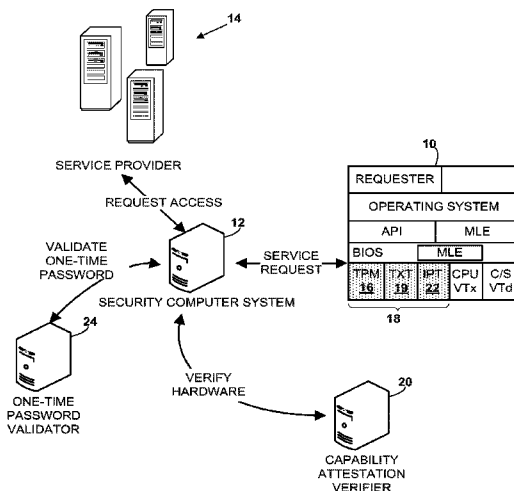 14
SERVICE PROVIDER
REQUEST ACCESS
10
REQUESTER
OPERATING SYSTEM
API MLE
BIOS MLE
TPM 16 TXT 19 IPT 22 CPU VTx C/S VTd
18
12
SERVICE REQUEST
SECURITY COMPUTER SYSTEM
VALIDATE
ONE-TIME
PASSWORD
24
ONE-TIME
PASSWORD
VALIDATOR
VERIFY
HARDWARE
20
CAPABILITY
ATTESTATION
VERIFIER